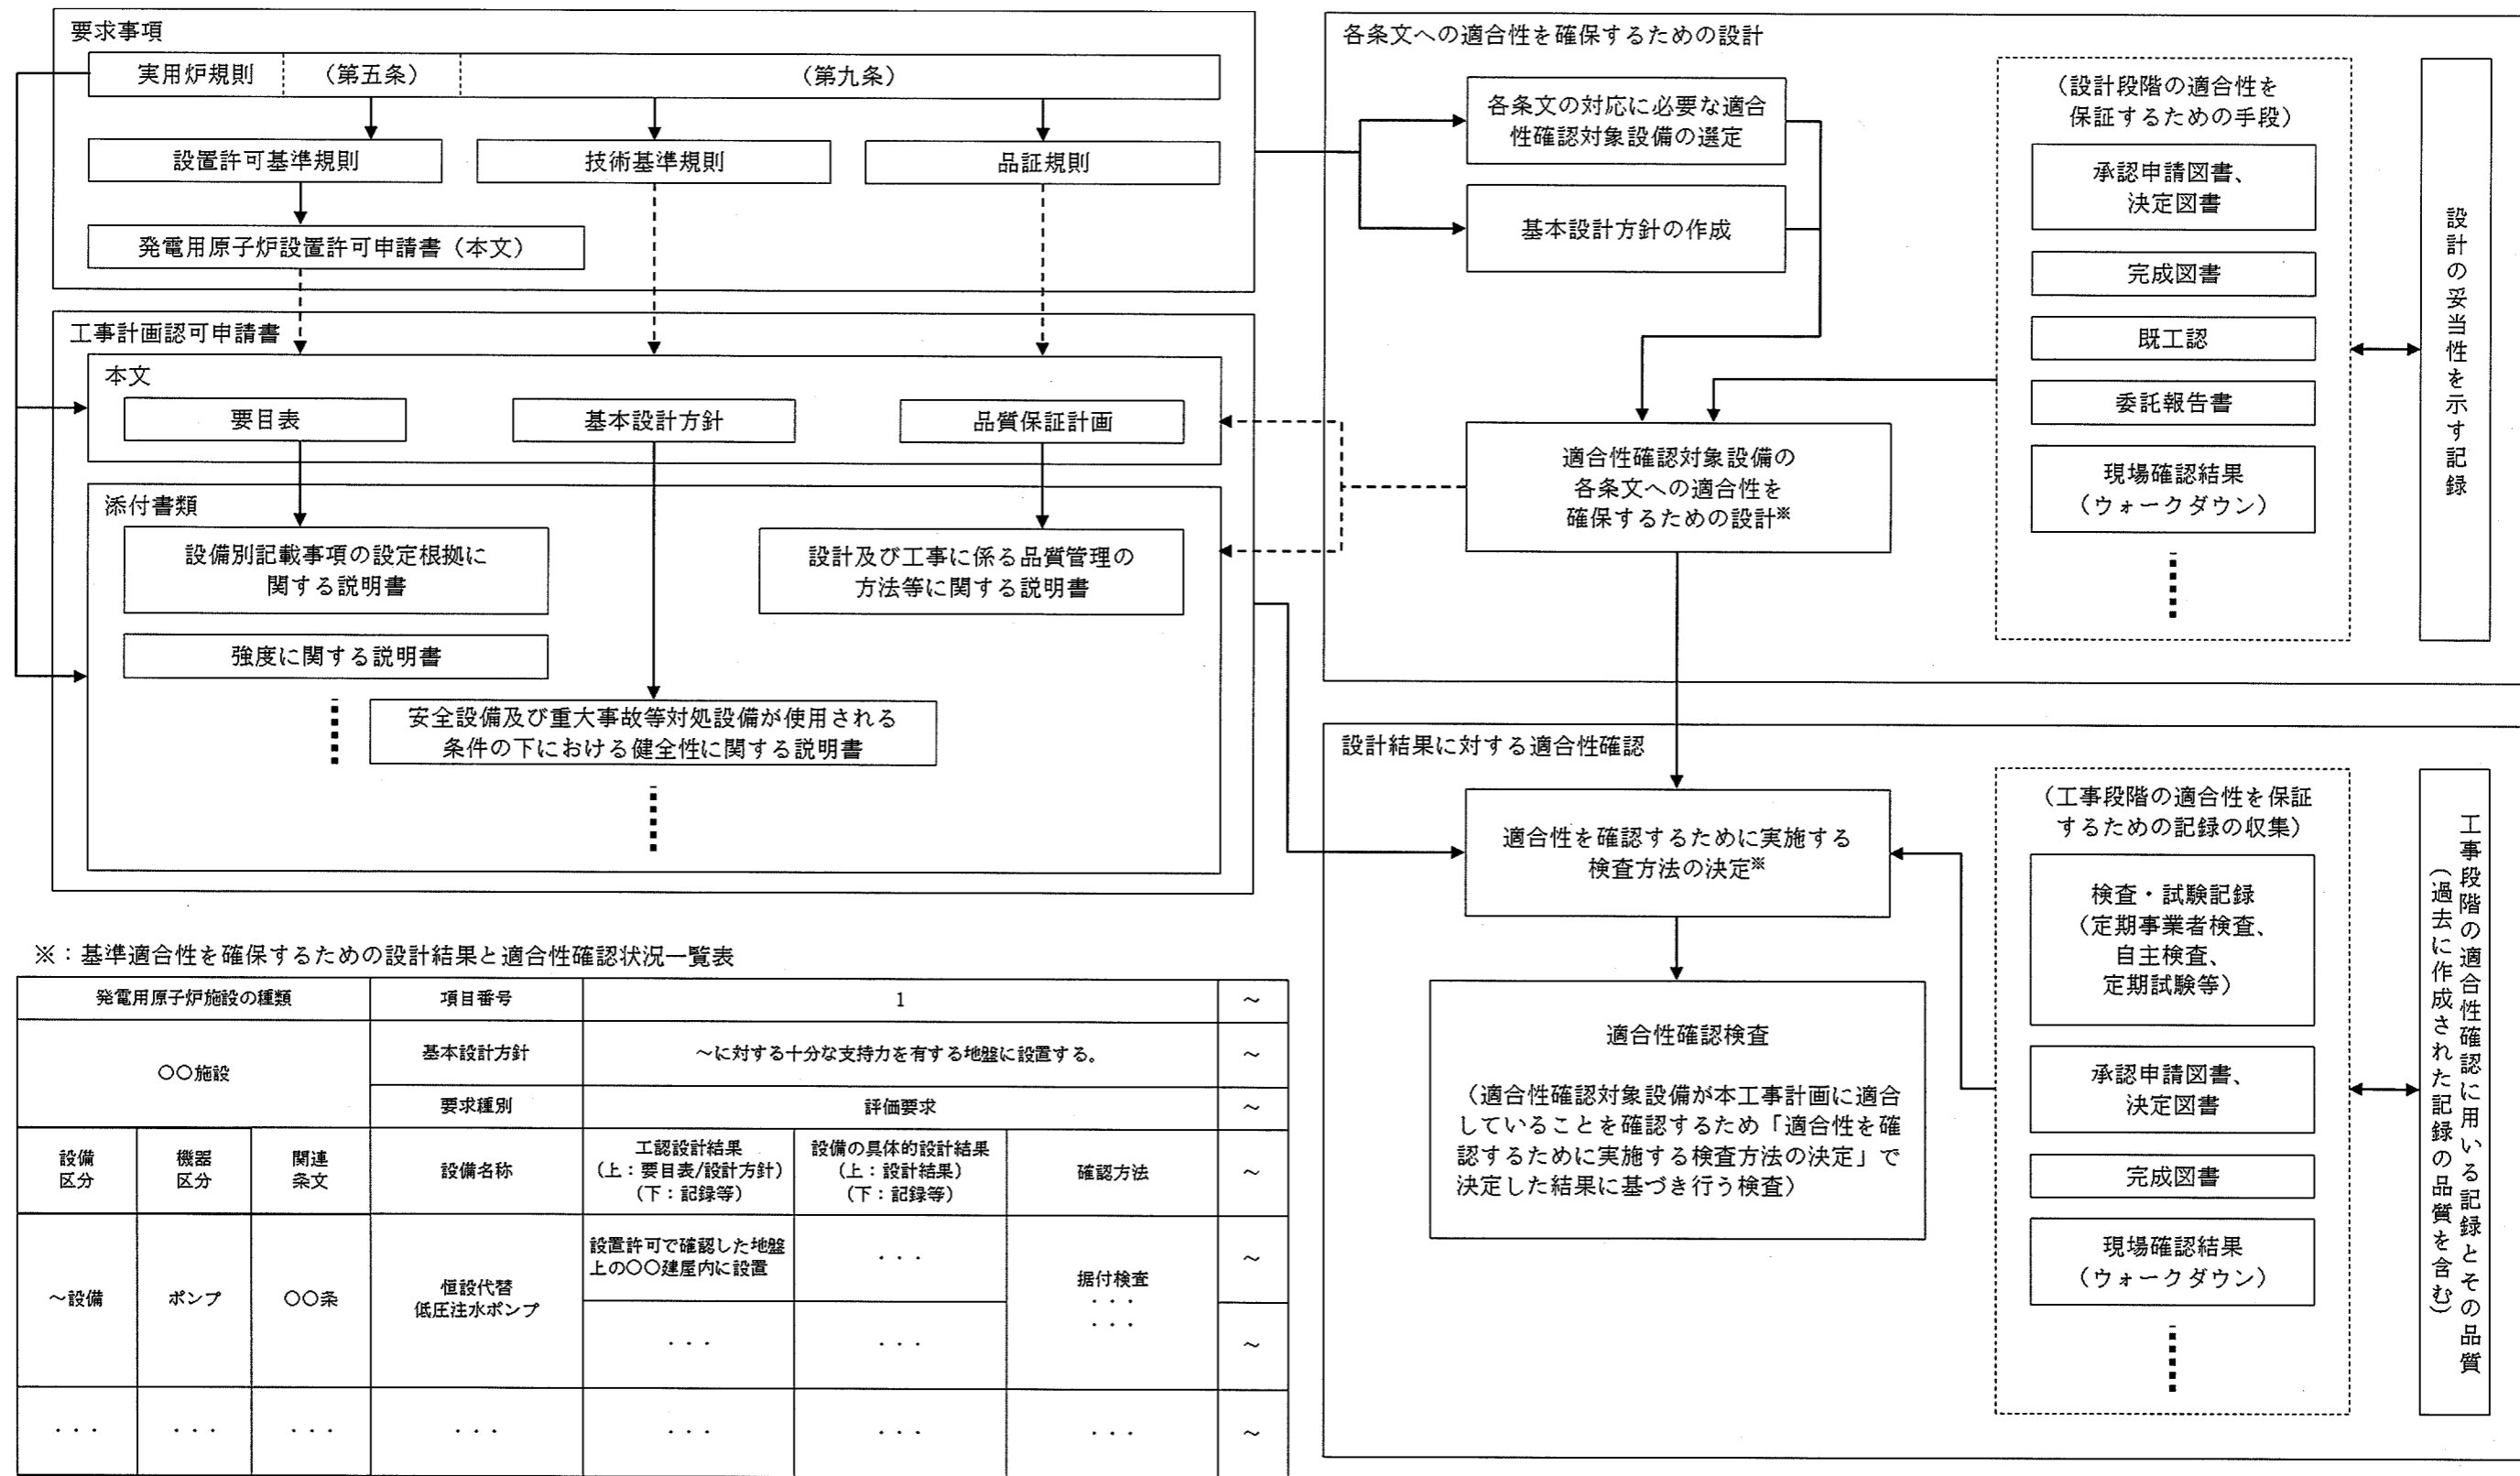 要求事項
実用炉規則
（第五条）
（第九条）
設置許可基準規則
技術基準規則
品証規則
発電用原子炉設置許可申請書（本文）
工事計画認可申請書
本文
要目表
基本設計方針
品質保証計画
添付書類
設備別記載事項の設定根拠に
関する説明書
設計及び工事に係る品質管理の
方法等に関する説明書
強度に関する説明書
安全設備及び重大事故等対処設備が使用される
条件の下における健全性に関する説明書
各条文への適合性を確保するための設計
各条文の対応に必要な適合
性確認対象設備の選定
基本設計方針の作成
適合性確認対象設備の
各条文への適合性を
確保するための設計※
（設計段階の適合性を
保証するための手段）
承認申請図書、
決定図書
完成図書
既工認
委託報告書
現場確認結果
（ウォークダウン）
設計の妥当性を示す記録
設計結果に対する適合性確認
適合性を確認するために実施する
検査方法の決定※
適合性確認検査
（適合性確認対象設備が本工事計画に適合
していることを確認するため「適合性を確
認するために実施する検査方法の決定」で
決定した結果に基づき行う検査）
（工事段階の適合性を保証
するための記録の収集）
検査・試験記録
（定期事業者検査、
自主検査、
定期試験等）
承認申請図書、
決定図書
完成図書
現場確認結果
（ウォークダウン）
工事段階の適合性確認に用いる記録とその品質
（過去に作成された記録の品質を含む）
※：基準適合性を確保するための設計結果と適合性確認状況一覧表
発電用原子炉施設の種類 項目番号 1 ～
〇〇施設
基本設計方針 ～に対する十分な支持力を有する地盤に設置する。 ～
要求種別 評価要求 ～
設備
区分
機器
区分
関連
条文
設備名称
工認設計結果
（上：要目表/設計方針）
（下：記録等）
設備の具体的設計結果
（上：設計結果）
（下：記録等）
確認方法
～
～設備
ポンプ
〇〇条
恒設代替
低圧注水ポンプ
設置許可で確認した地盤
上の〇〇建屋内に設置
・・・
据付検査
・・・
・・・
～
・・・ ・・・ ～
・・・ ・・・ ・・・ ・・・ ・・・ ・・・ ・・・ ～